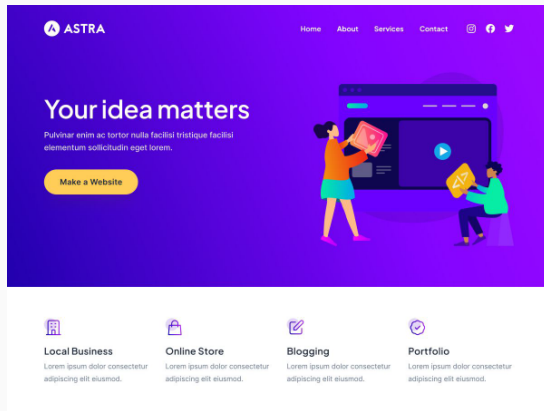 ASTRA
Home About Services Contact
Your idea matters
Pulvinar enim ac tortor nulla facilisi tristique facilisi
elementum sollicitudin eget lorem.
Make a Website
</>
Local Business Online Store Blogging Portfolio
Lorem ipsum dolor consectetur Lorem ipsum dolor consectetur Lorem ipsum dolor consectetur Lorem ipsum dolor consectetur
adipiscing elit eiusmod. adipiscing elit eiusmod. adipiscing elit eiusmod. adipiscing elit eiusmod.